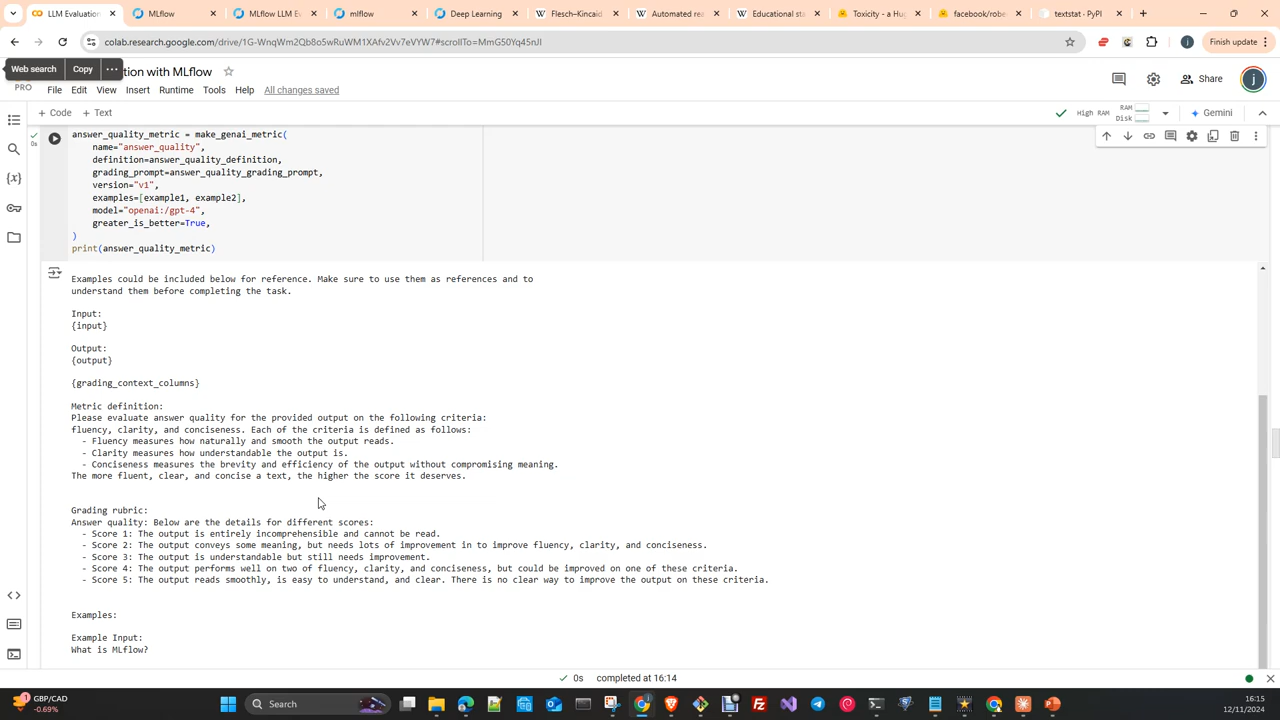 LLM Evaluation
MLflow
MLflow LLM E
mlflow
Deep Learning
Flesch–Kincaid
Automated rea
Educational sta
Toxicity - a Hug
facebook/robe
textstat · PyPI
colab.research.google.com/drive/1G-WnqWm2Qb8o5wRuWM1XAfv2Vv7eVYW7#scrollTo=MmG50Yq45nJI
Finish update
Web search
Copy
tion with MLflow
PRO
File
Edit
View
Insert
Runtime
Tools
Help
All changes saved
Share
j
+ Code
+ Text
High RAM
RAM
Disk
Gemini
0s
answer_quality_metric = make_genai_metric(
name="answer_quality",
definition=answer_quality_definition,
grading_prompt=answer_quality_grading_prompt,
version="v1",
examples=[example1, example2],
model="openai:/gpt-4",
greater_is_better=True,
)
print(answer_quality_metric)
Examples could be included below for reference. Make sure to use them as references and to
understand them before completing the task.
Input:
{input}
Output:
{output}
{grading_context_columns}
Metric definition:
Please evaluate answer quality for the provided output on the following criteria:
fluency, clarity, and conciseness. Each of the criteria is defined as follows:
- Fluency measures how naturally and smooth the output reads.
- Clarity measures how understandable the output is.
- Conciseness measures the brevity and efficiency of the output without compromising meaning.
The more fluent, clear, and concise a text, the higher the score it deserves.
Grading rubric:
Answer quality: Below are the details for different scores:
- Score 1: The output is entirely incomprehensible and cannot be read.
- Score 2: The output conveys some meaning, but needs lots of improvement in to improve fluency, clarity, and conciseness.
- Score 3: The output is understandable but still needs improvement.
- Score 4: The output performs well on two of fluency, clarity, and conciseness, but could be improved on one of these criteria.
- Score 5: The output reads smoothly, is easy to understand, and clear. There is no clear way to improve the output on these criteria.
Examples:
Example Input:
What is MLflow?
0s
completed at 16:14
GBP/CAD
-0.69%
Search
16:15
12/11/2024